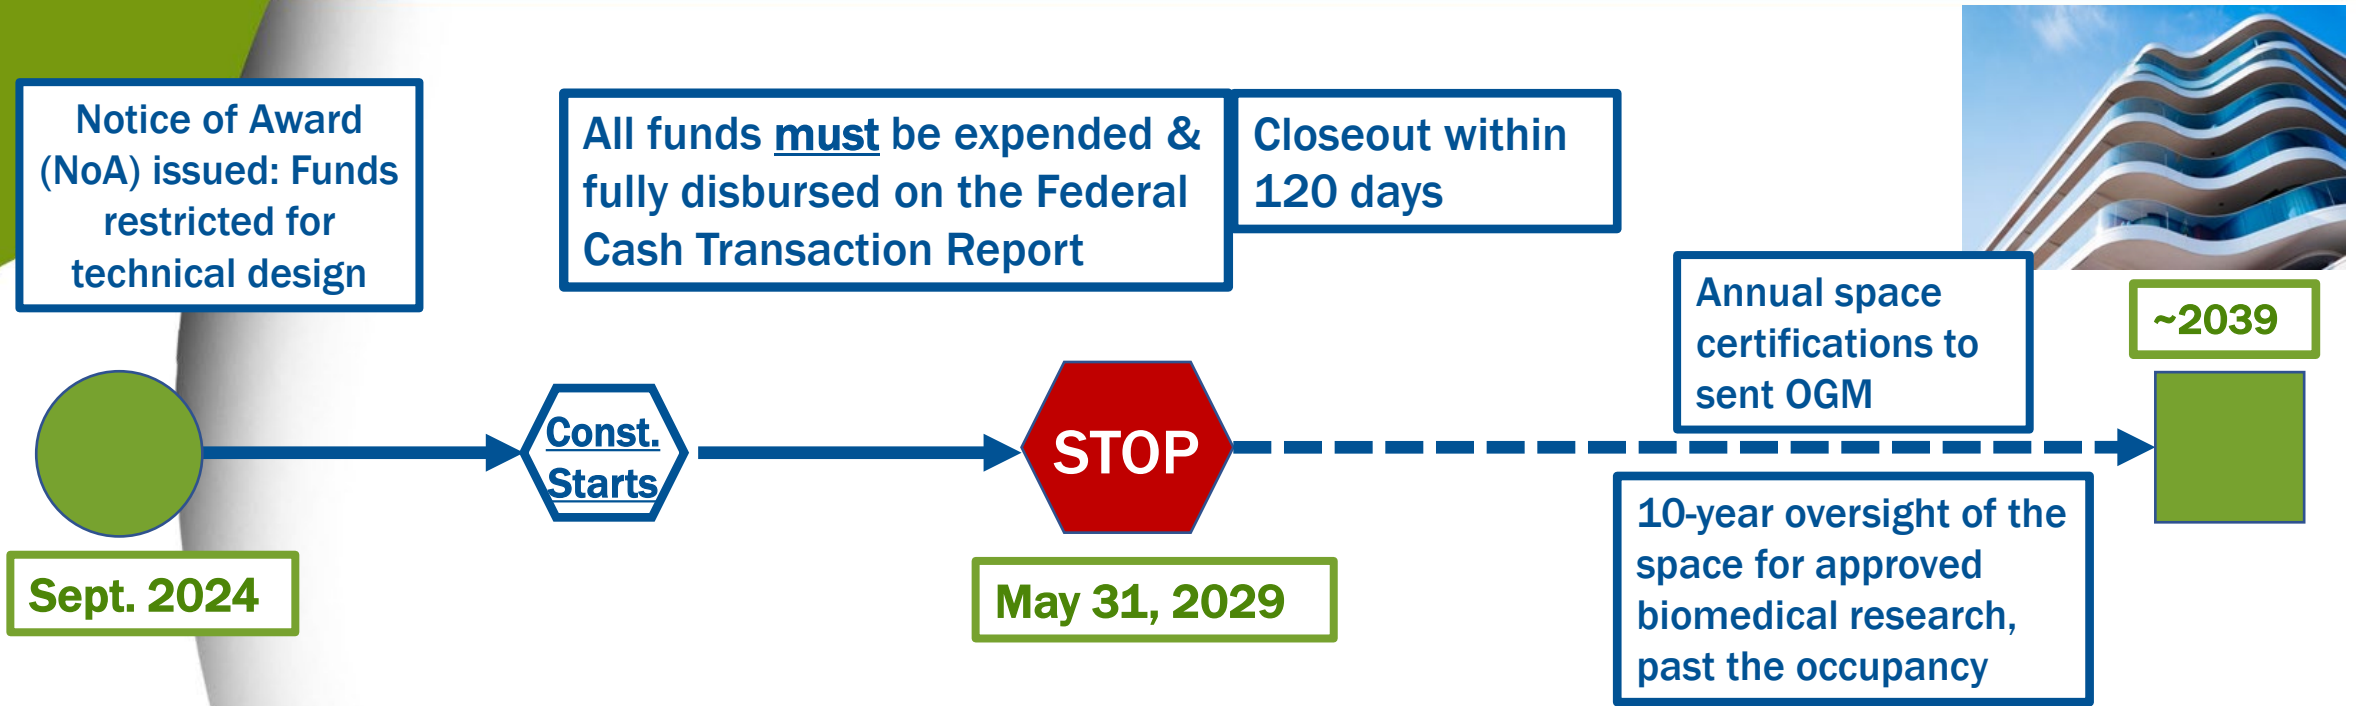 Notice of Award
(NoA) issued: Funds
restricted for
technical design
All funds must be expended &
fully disbursed on the Federal
Cash Transaction Report
Closeout within
120 days
Annual space
certifications to
sent OGM
~2039
Const.
Starts
STOP
Sept. 2024
May 31, 2029
10-year oversight of the
space for approved
biomedical research,
past the occupancy